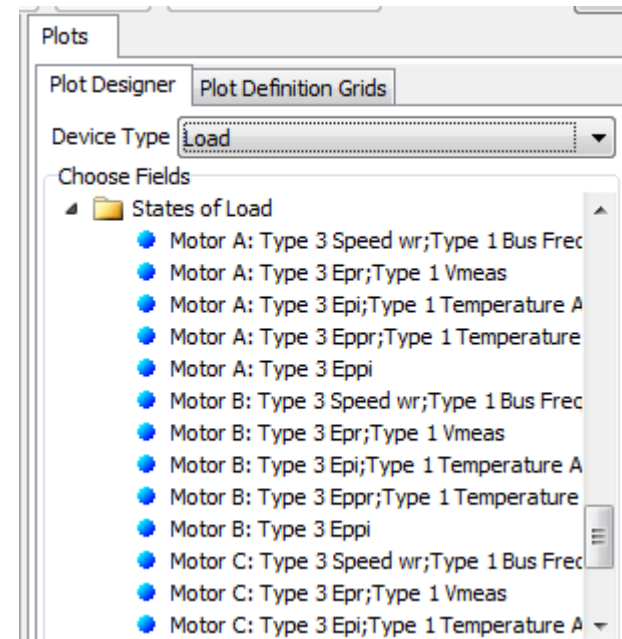 Plots
Plot Designer Plot Definition Grids
Device Type Load
Choose Fields
States of Load
Motor A: Type 3 Speed wr;Type 1 Bus Freq
Motor A: Type 3 Epr;Type 1 Vmeas
Motor A: Type 3 Epi;Type 1 Temperature A
Motor A: Type 3 Eppr;Type 1 Temperature
Motor A: Type 3 Eppi
Motor B: Type 3 Speed wr;Type 1 Bus Freq
Motor B: Type 3 Epr;Type 1 Vmeas
Motor B: Type 3 Epi;Type 1 Temperature A
Motor B: Type 3 Eppr;Type 1 Temperature
Motor B: Type 3 Eppi
Motor C: Type 3 Speed wr;Type 1 Bus Freq
Motor C: Type 3 Epr;Type 1 Vmeas
Motor C: Type 3 Epi;Type 1 Temperature A